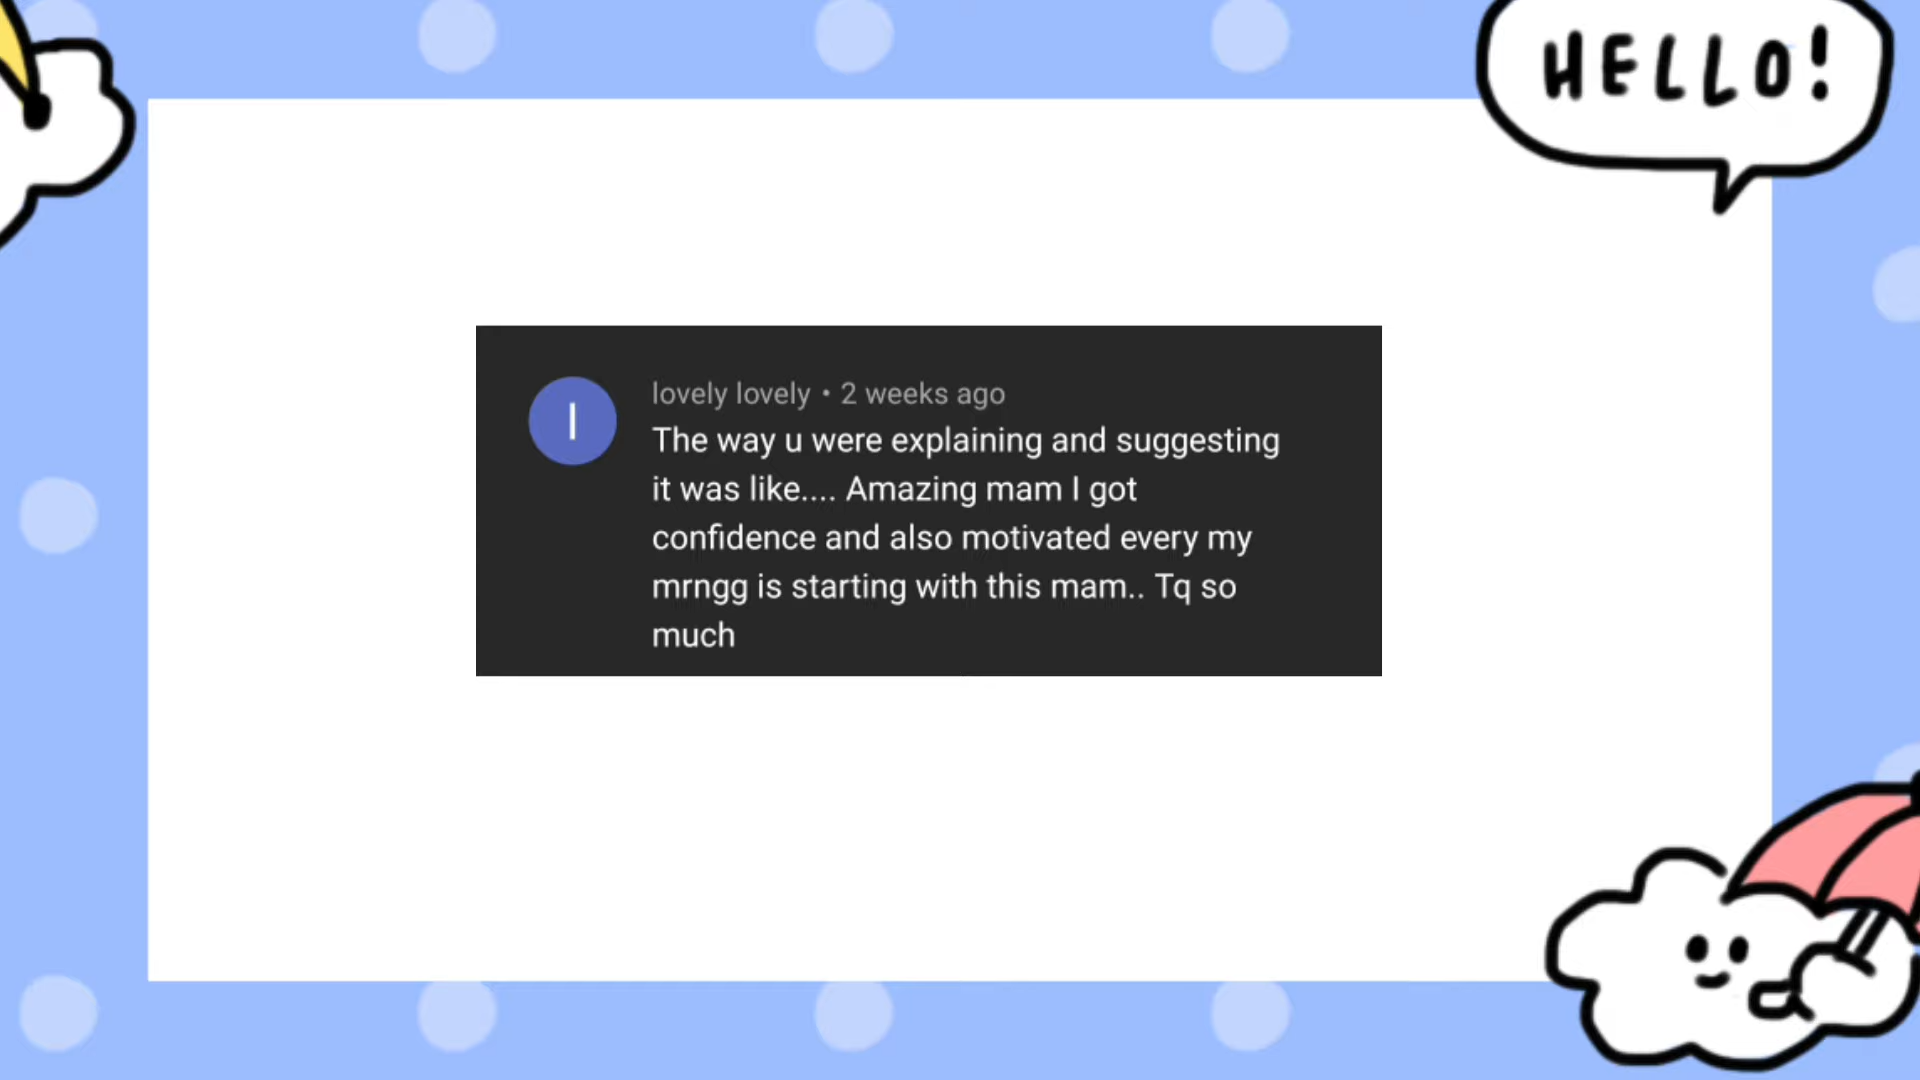 HELLO!
l
lovely lovely • 2 weeks ago
The way u were explaining and suggesting
it was like.... Amazing mam I got
confidence and also motivated every my
mrngg is starting with this mam.. Tq so
much